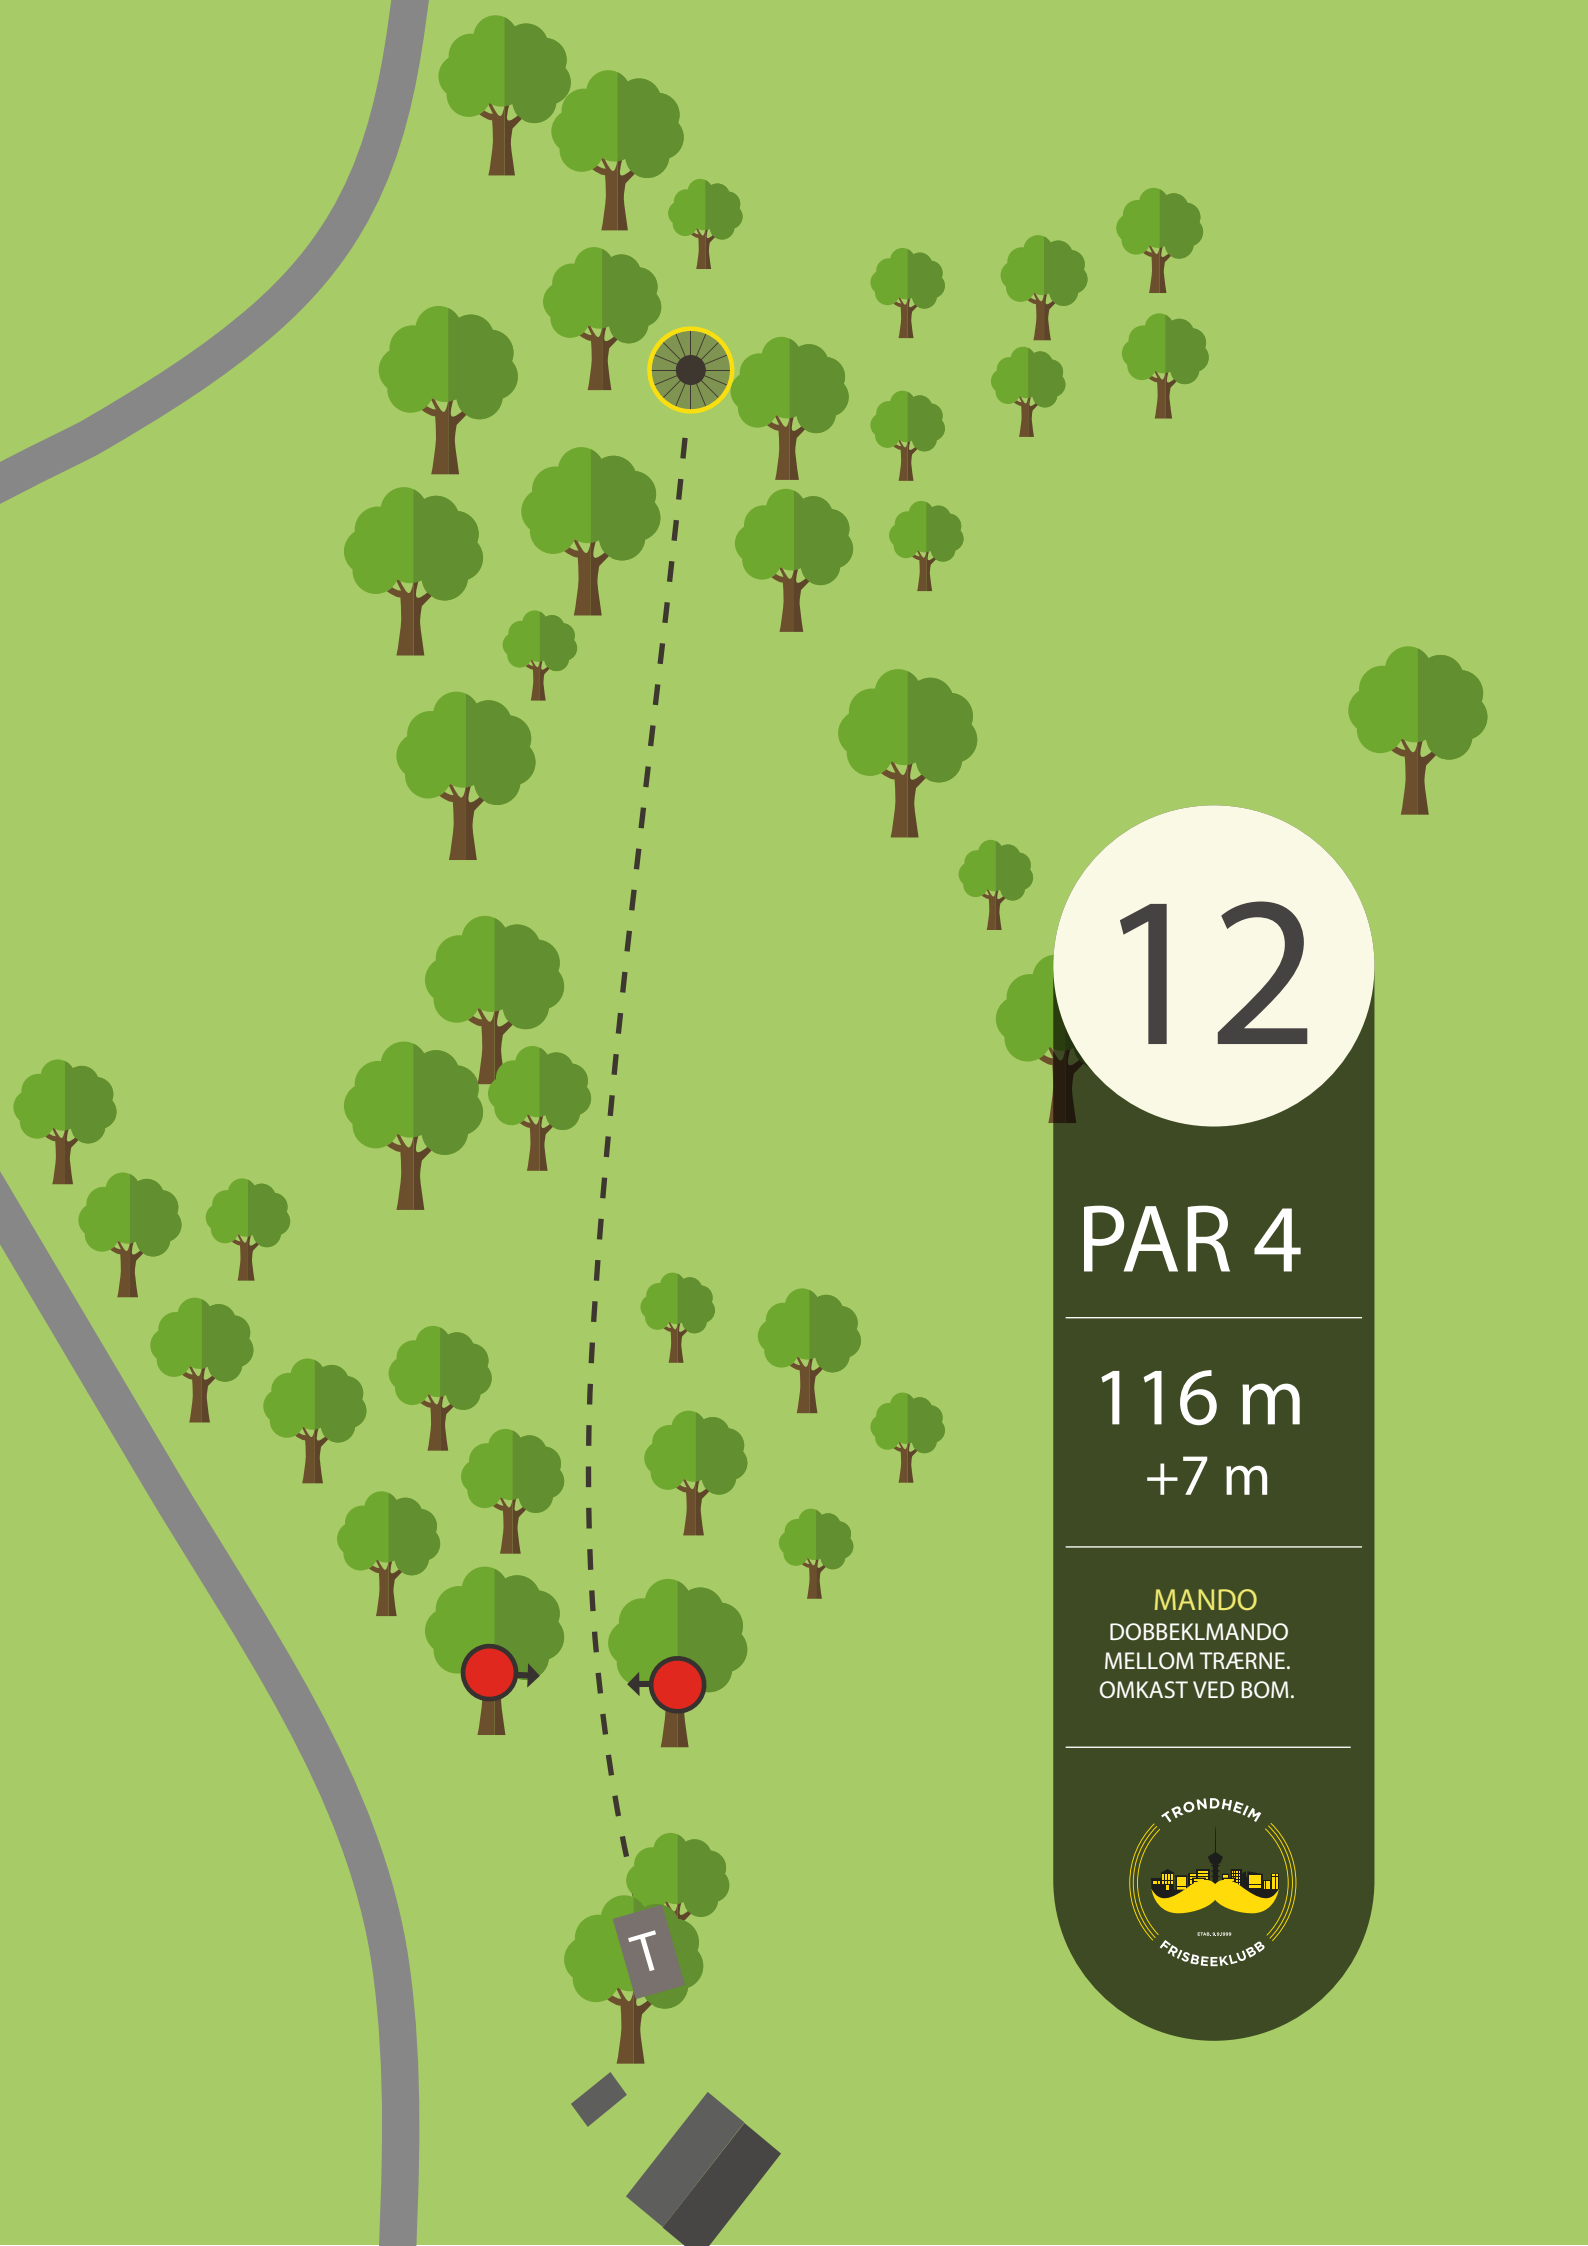 12
PAR 4
116 m
+7 m
MANDO
DOBBEKLMANDO
MELLOM TRÆRNE.
OMKAST VED BOM.
TRONDHEIM
FRISBEEKLUBB
T